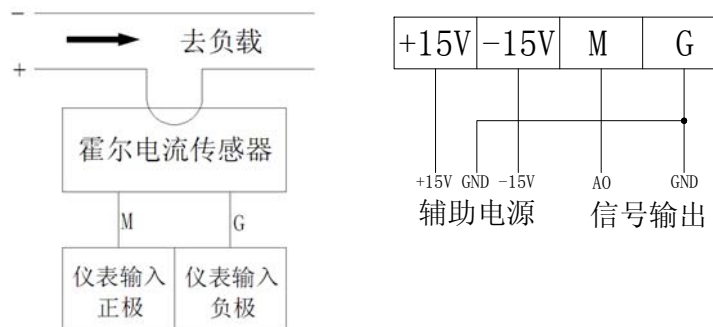 −
去负载
+
霍尔电流传感器
M
G
仪表输入
正极
仪表输入
负极
+15V
-15V
M
G
+15V GND -15V
AO
GND
辅助电源
信号输出